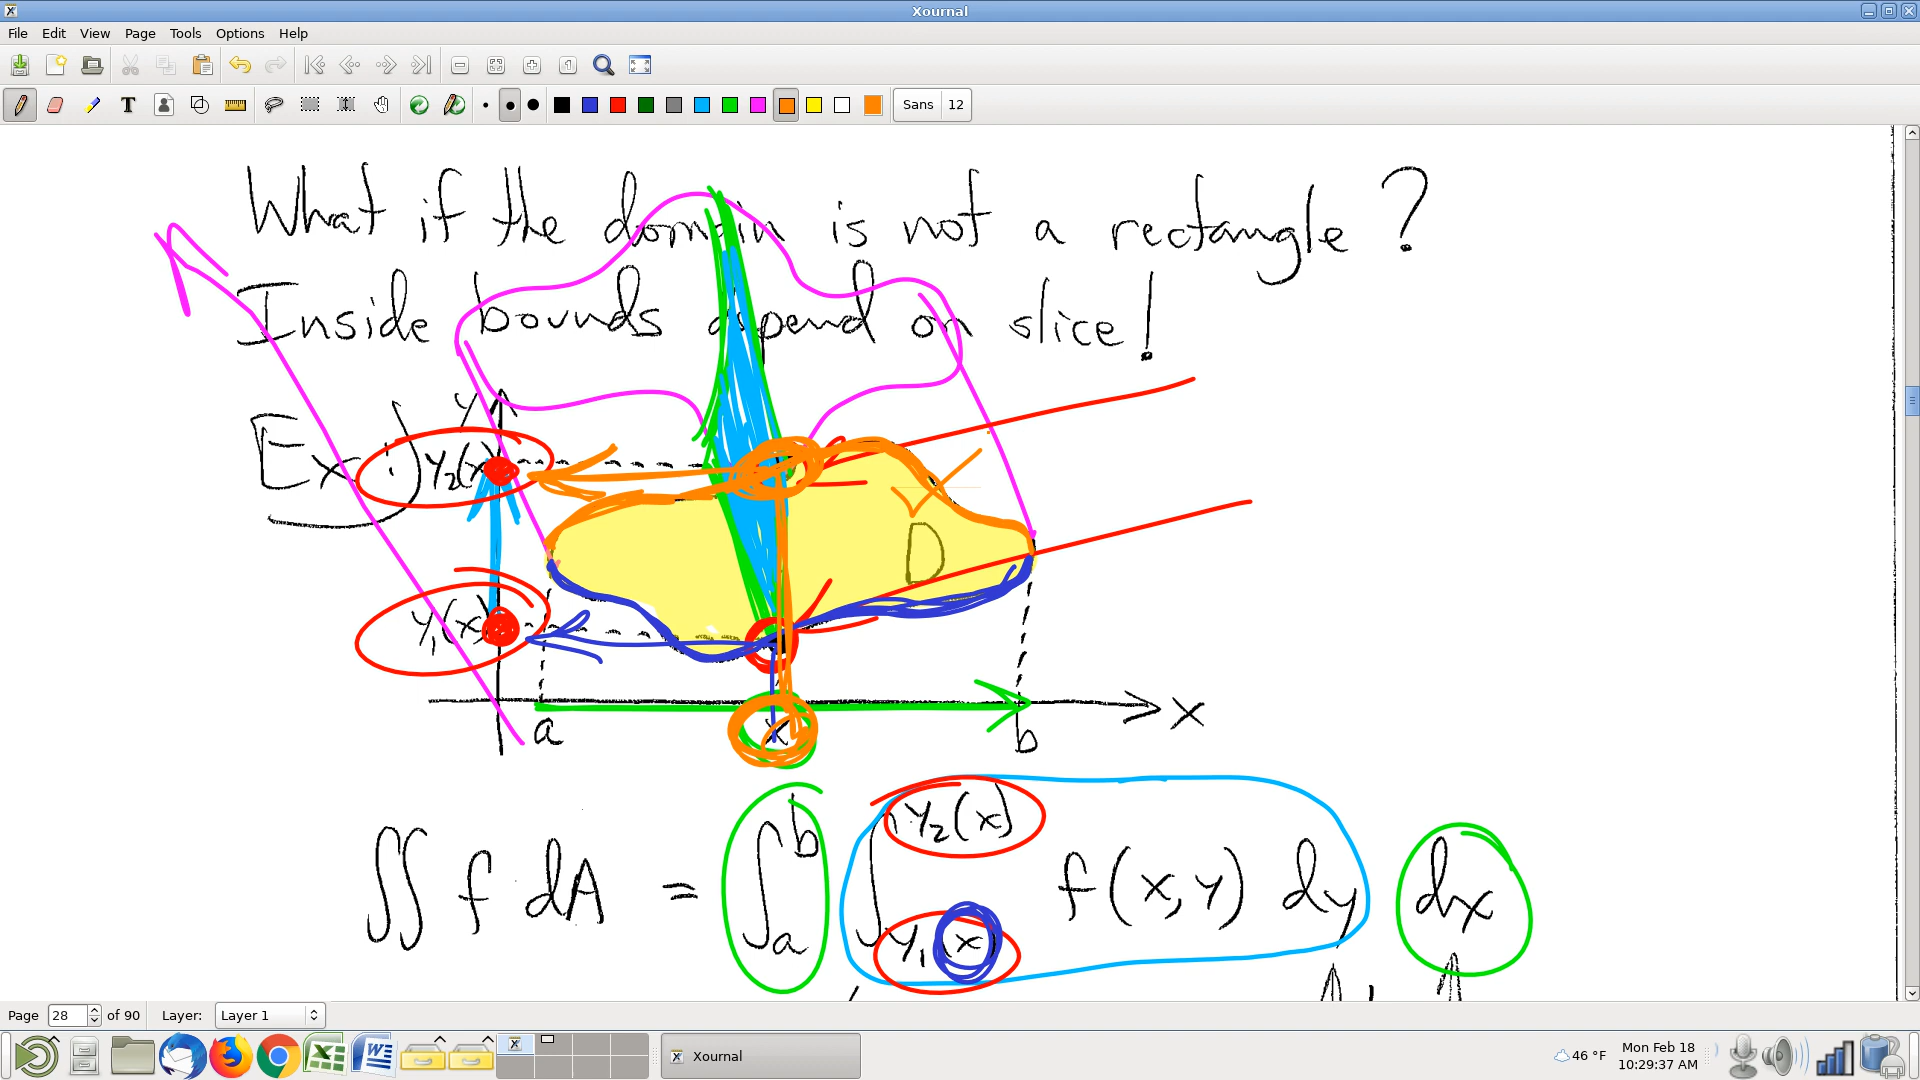 Xournal
File Edit View Page Tools Options Help
Sans 12
What if the domain is not a rectangle ?
Inside bounds depend on slice!
Ex:
y
y₂(x)
D
y₁(x)
a x b x
∬ f dA = ∫ₐᵇ ∫_{y₁(x)}^{y₂(x)} f(x,y) dy dx
Page 28 of 90 Layer: Layer 1
Xournal
46 °F
Mon Feb 18
10:29:37 AM